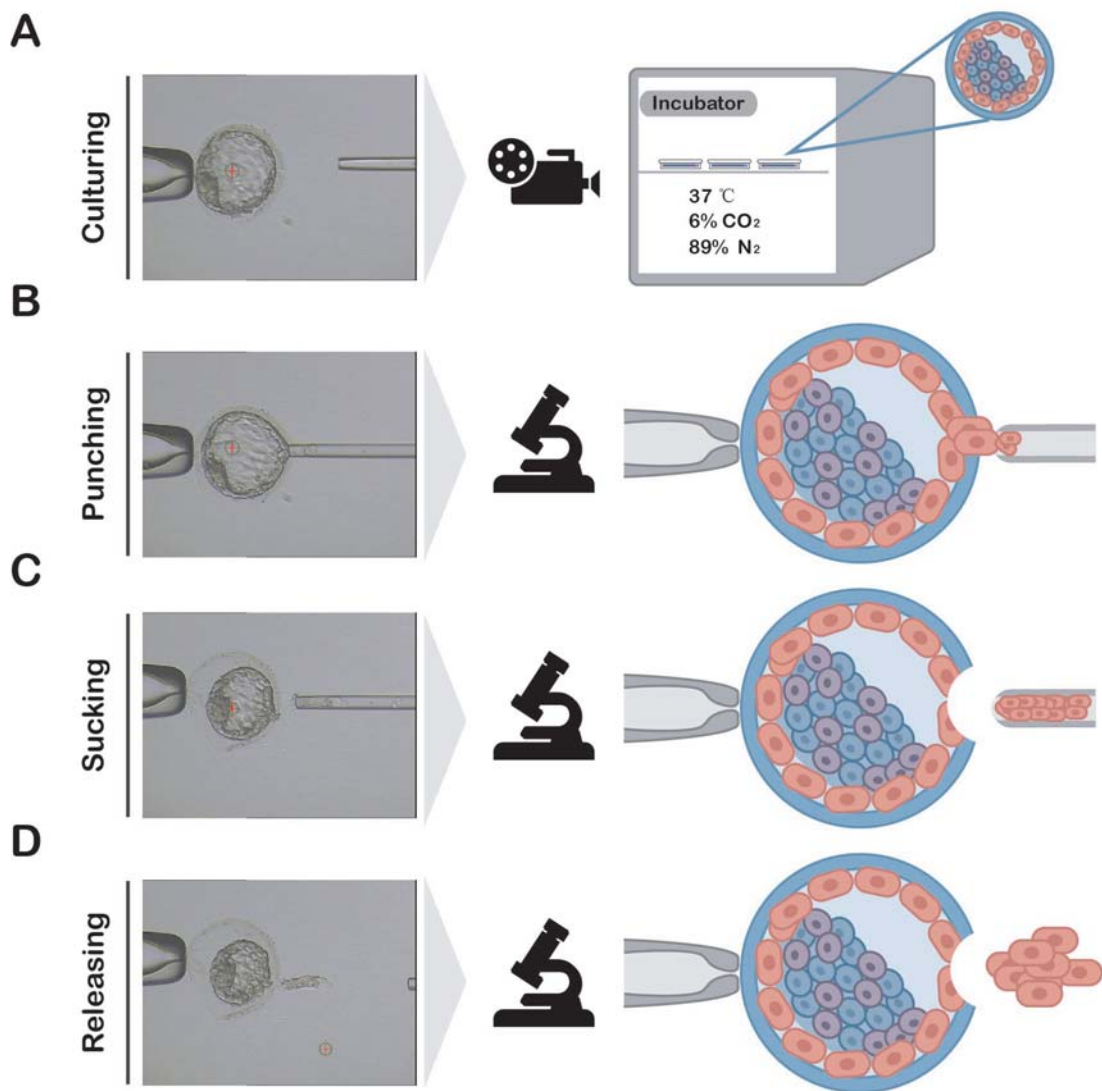 A
Culturing
Incubator
37 ℃
6% CO₂
89% N₂
B
Punching
C
Sucking
D
Releasing